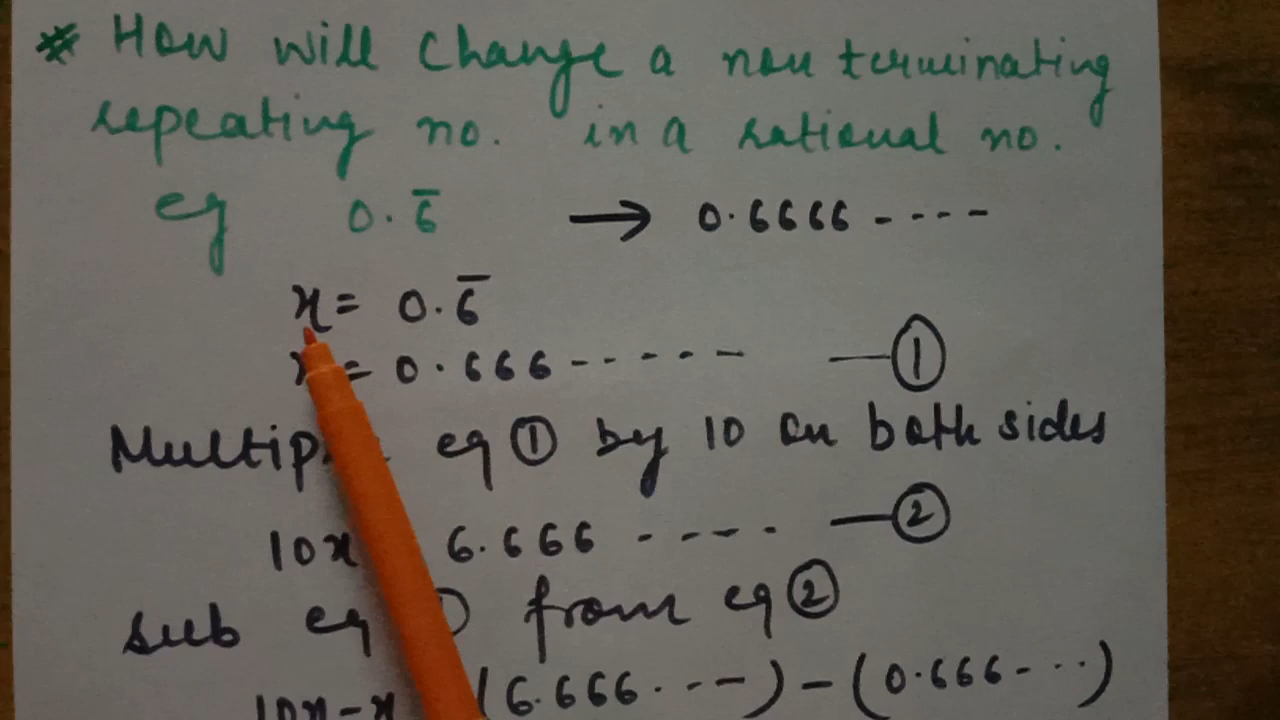 * How will change a non terminating
repeating no. in a rational no.
eg 0.6̅ → 0.6666 ----
x = 0.6̅
x = 0.666 ------ —①
eq ① by 10 on both sides
10x 6.666 ----. —②
Sub eq from eq ②
10x-x (6.666...--) - (0.666-...)